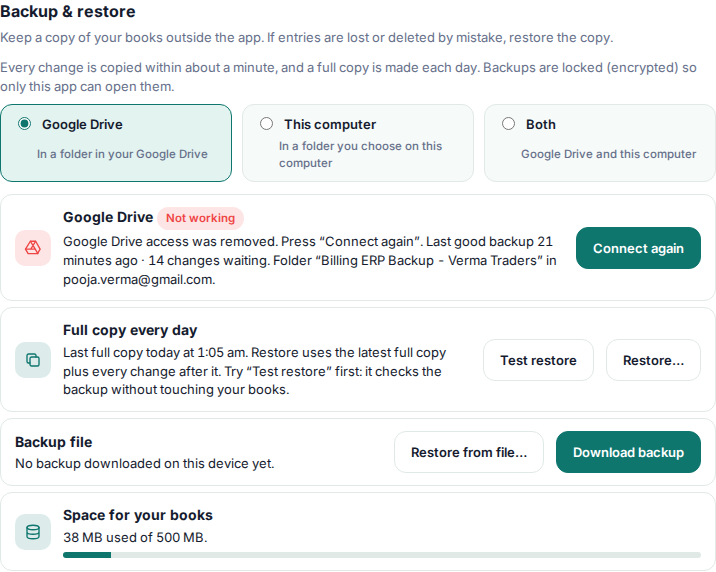 Backup & restore
Keep a copy of your books outside the app. If entries are lost or deleted by mistake, restore the copy.
Every change is copied within about a minute, and a full copy is made each day. Backups are locked (encrypted) so
only this app can open them.
Google Drive
In a folder in your Google Drive
This computer
In a folder you choose on this
computer
Both
Google Drive and this computer
Google Drive Not working
Google Drive access was removed. Press “Connect again”. Last good backup 21
minutes ago · 14 changes waiting. Folder “Billing ERP Backup - Verma Traders” in
pooja.verma@gmail.com.
Connect again
Full copy every day
Last full copy today at 1:05 am. Restore uses the latest full copy
plus every change after it. Try “Test restore” first: it checks the
backup without touching your books.
Test restore
Restore...
Backup file
No backup downloaded on this device yet.
Restore from file...
Download backup
Space for your books
38 MB used of 500 MB.